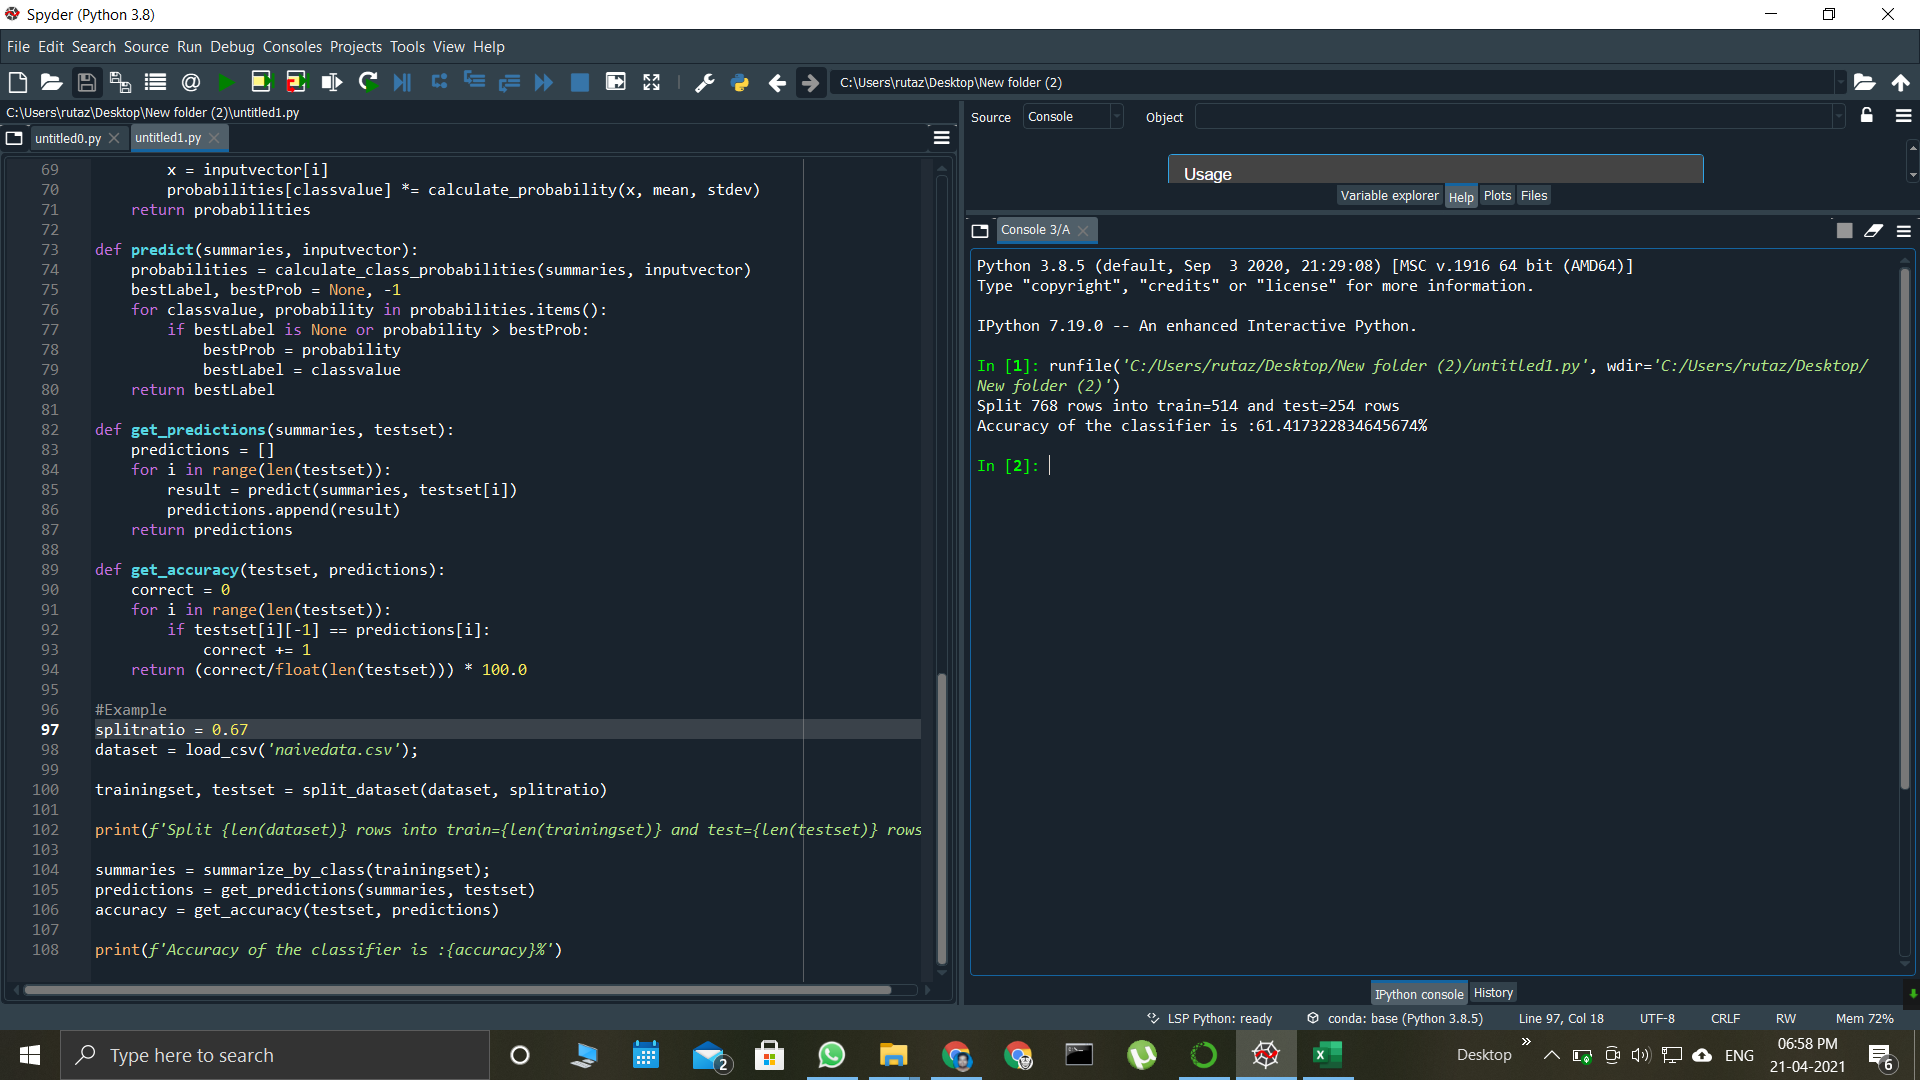 Spyder (Python 3.8)
File Edit Search Source Run Debug Consoles Projects Tools View Help
C:\Users\rutaz\Desktop\New folder (2)
C:\Users\rutaz\Desktop\New folder (2)\untitled1.py
untitled0.py untitled1.py
69 x = inputvector[i]
70 probabilities[classvalue] *= calculate_probability(x, mean, stdev)
71 return probabilities
72
73 def predict(summaries, inputvector):
74 probabilities = calculate_class_probabilities(summaries, inputvector)
75 bestLabel, bestProb = None, -1
76 for classvalue, probability in probabilities.items():
77 if bestLabel is None or probability > bestProb:
78 bestProb = probability
79 bestLabel = classvalue
80 return bestLabel
81
82 def get_predictions(summaries, testset):
83 predictions = []
84 for i in range(len(testset)):
85 result = predict(summaries, testset[i])
86 predictions.append(result)
87 return predictions
88
89 def get_accuracy(testset, predictions):
90 correct = 0
91 for i in range(len(testset)):
92 if testset[i][-1] == predictions[i]:
93 correct += 1
94 return (correct/float(len(testset))) * 100.0
95
96 #Example
97 splitratio = 0.67
98 dataset = load_csv('naivedata.csv');
99
100 trainingset, testset = split_dataset(dataset, splitratio)
101
102 print(f'Split {len(dataset)} rows into train={len(trainingset)} and test={len(testset)} rows
103
104 summaries = summarize_by_class(trainingset);
105 predictions = get_predictions(summaries, testset)
106 accuracy = get_accuracy(testset, predictions)
107
108 print(f'Accuracy of the classifier is :{accuracy}%')
Source Console Object
Usage
Variable explorer Help Plots Files
Console 3/A
Python 3.8.5 (default, Sep  3 2020, 21:29:08) [MSC v.1916 64 bit (AMD64)]
Type "copyright", "credits" or "license" for more information.
IPython 7.19.0 -- An enhanced Interactive Python.
In [1]: runfile('C:/Users/rutaz/Desktop/New folder (2)/untitled1.py', wdir='C:/Users/rutaz/Desktop/
New folder (2)')
Split 768 rows into train=514 and test=254 rows
Accuracy of the classifier is :61.417322834645674%
In [2]:
IPython console History
LSP Python: ready conda: base (Python 3.8.5) Line 97, Col 18 UTF-8 CRLF RW Mem 72%
Type here to search
2
Desktop » ENG
06:58 PM
21-04-2021
6